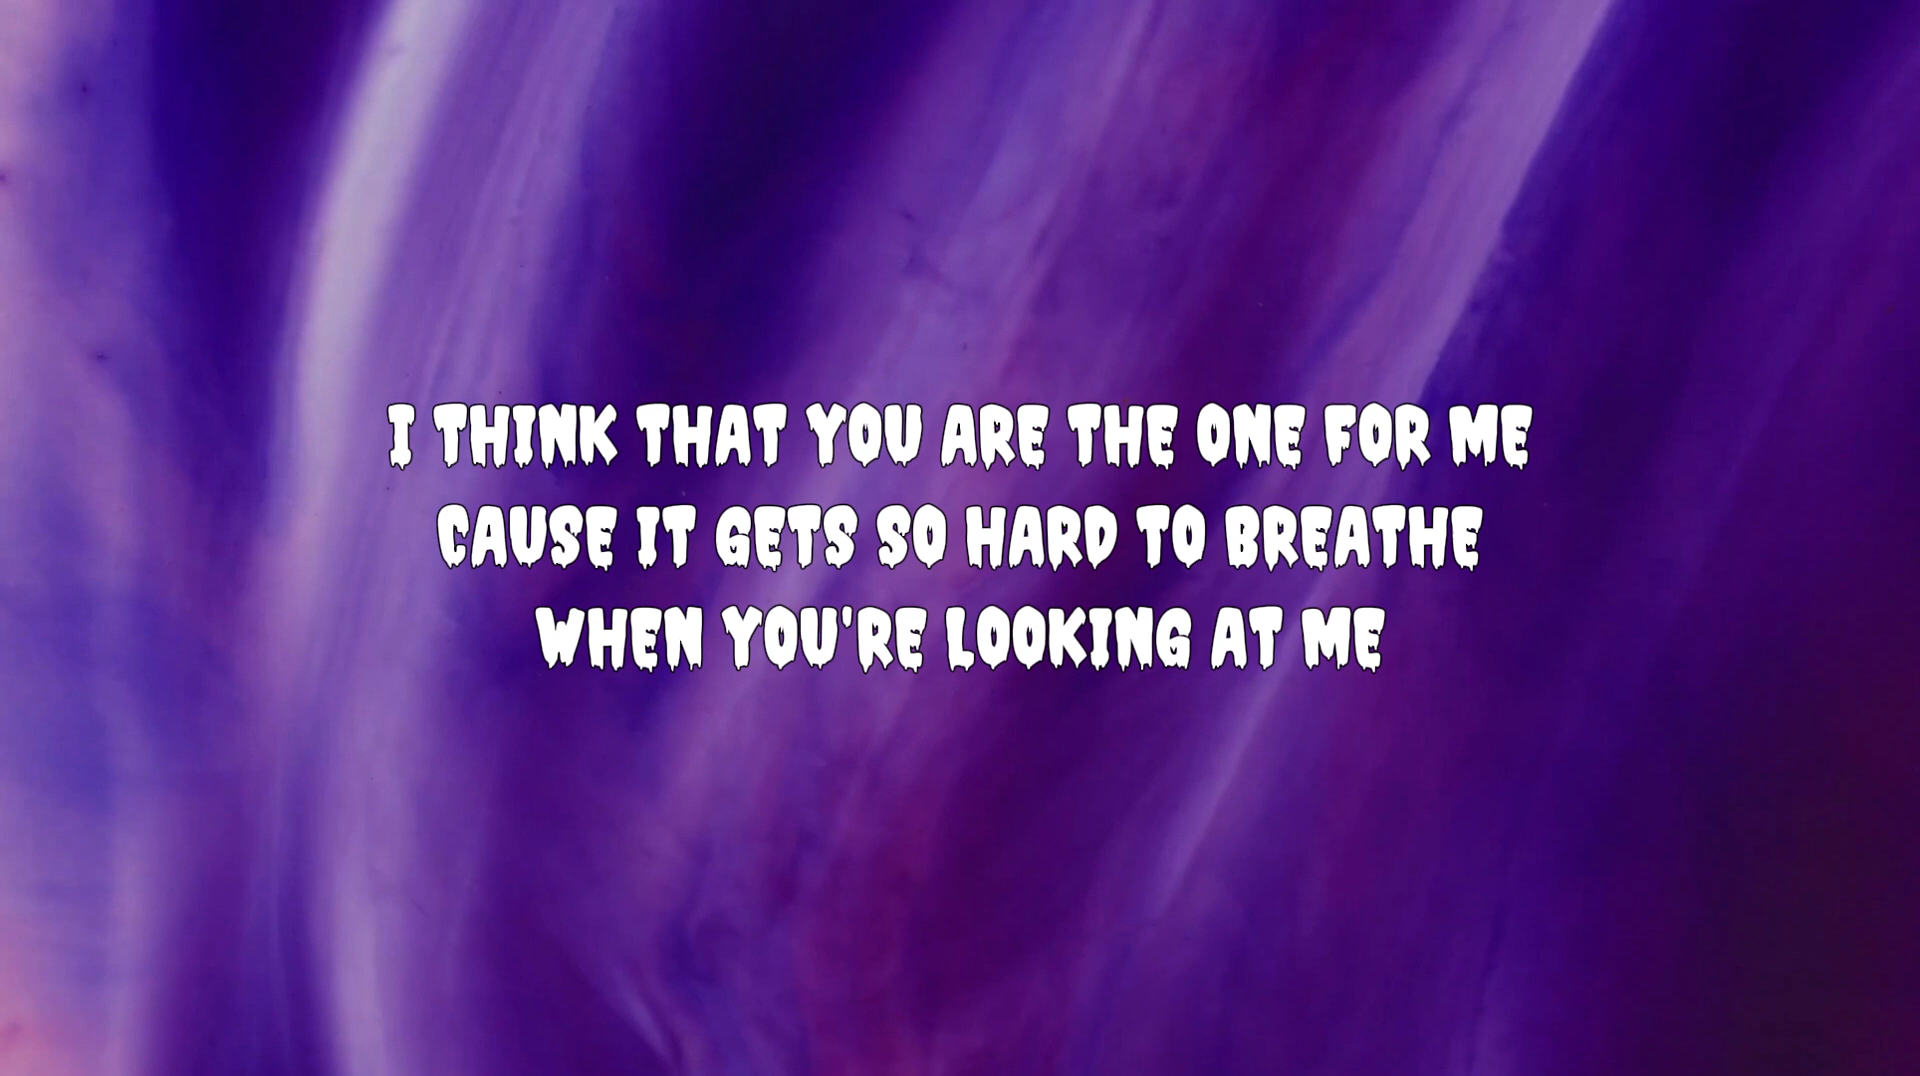 I THINK THAT YOU ARE THE ONE FOR ME
CAUSE IT GETS SO HARD TO BREATHE
WHEN YOU'RE LOOKING AT ME